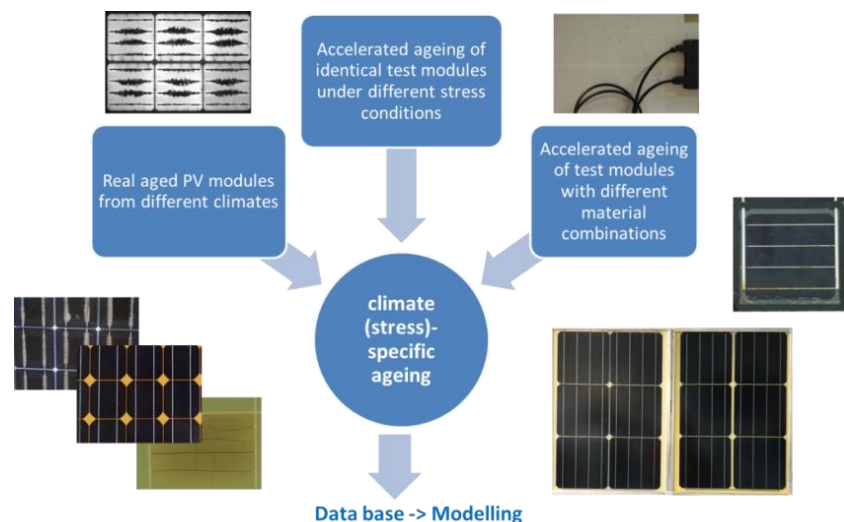 Accelerated ageing of
identical test modules
under different stress
conditions
Real aged PV modules
from different climates
Accelerated ageing
of test modules
with different
material
combinations
climate
(stress)-
specific
ageing
Data base -> Modelling